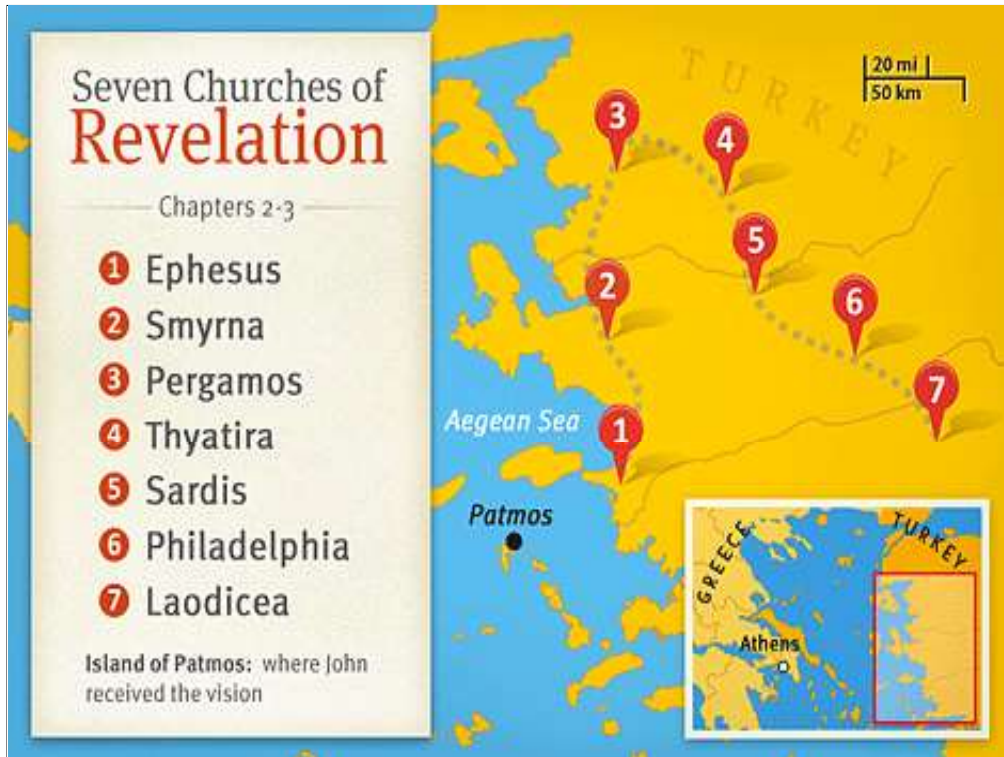 Seven Churches of
Revelation
Chapters 2-3
1 Ephesus
2 Smyrna
3 Pergamos
4 Thyatira
5 Sardis
6 Philadelphia
7 Laodicea
Island of Patmos: where John
received the vision
TURKEY
20 mi
50 km
3
4
5
2
6
7
1
Aegean Sea
Patmos
GREECE
TURKEY
Athens